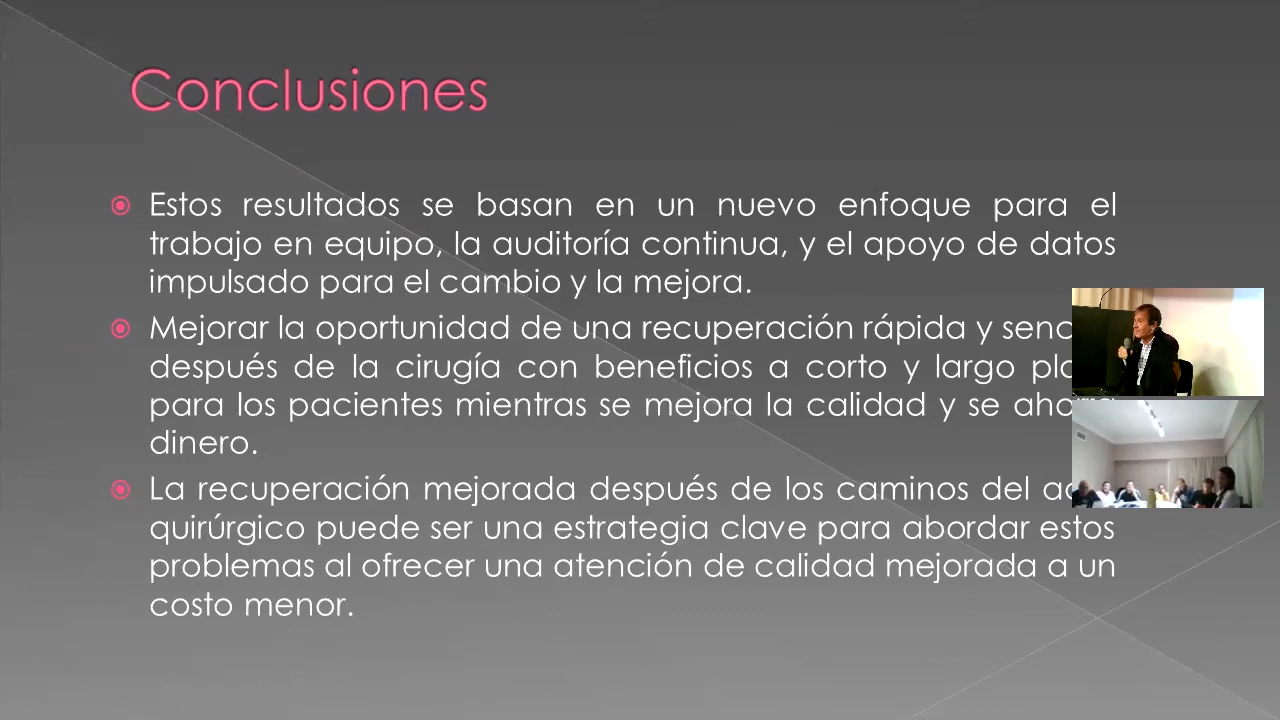 Conclusiones
Estos resultados se basan en un nuevo enfoque para el
trabajo en equipo, la auditoría continua, y el apoyo de datos
impulsado para el cambio y la mejora.
Mejorar la oportunidad de una recuperación rápida y
después de la cirugía con beneficios a corto y largo
para los pacientes mientras se mejora la calidad y se
dinero.
La recuperación mejorada después de los caminos del
quirúrgico puede ser una estrategia clave para abordar estos
problemas al ofrecer una atención de calidad mejorada a un
costo menor.